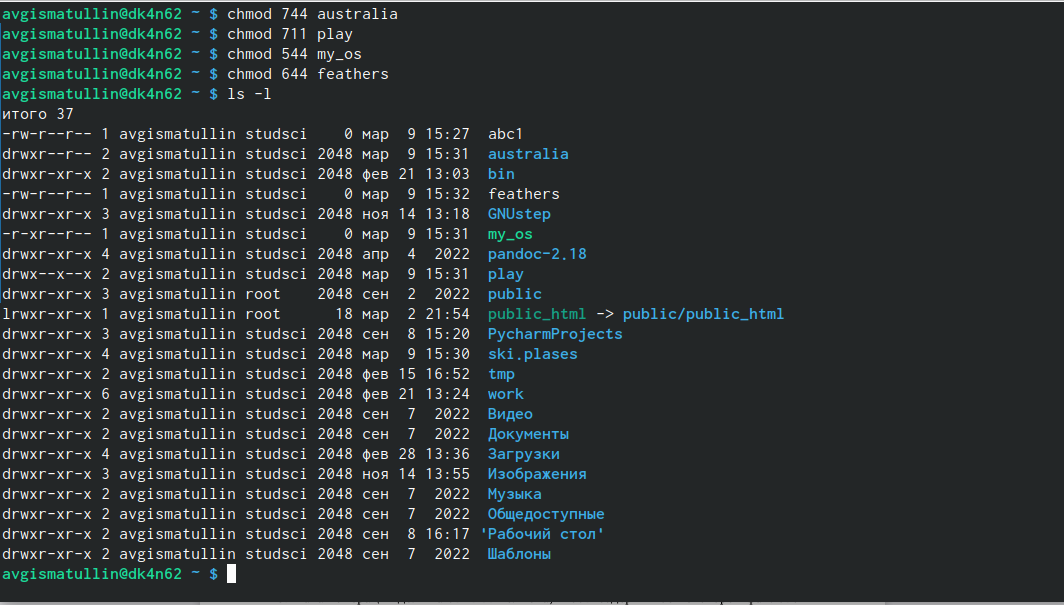 avgismatullin@dk4n62 ~ $ chmod 744 australia
avgismatullin@dk4n62 ~ $ chmod 711 play
avgismatullin@dk4n62 ~ $ chmod 544 my_os
avgismatullin@dk4n62 ~ $ chmod 644 feathers
avgismatullin@dk4n62 ~ $ ls -l
итого 37
-rw-r--r-- 1 avgismatullin studsci    0 мар  9 15:27  abc1
drwxr--r-- 2 avgismatullin studsci 2048 мар  9 15:31  australia
drwxr-xr-x 2 avgismatullin studsci 2048 фев 21 13:03  bin
-rw-r--r-- 1 avgismatullin studsci    0 мар  9 15:32  feathers
drwxr-xr-x 3 avgismatullin studsci 2048 ноя 14 13:18  GNUstep
-r-xr--r-- 1 avgismatullin studsci    0 мар  9 15:31  my_os
drwxr-xr-x 4 avgismatullin studsci 2048 апр  4  2022  pandoc-2.18
drwx--x--x 2 avgismatullin studsci 2048 мар  9 15:31  play
drwxr-xr-x 3 avgismatullin root    2048 сен  2  2022  public
lrwxr-xr-x 1 avgismatullin root      18 мар  2 21:54  public_html -> public/public_html
drwxr-xr-x 3 avgismatullin studsci 2048 сен  8 15:20  PycharmProjects
drwxr-xr-x 4 avgismatullin studsci 2048 мар  9 15:30  ski.plases
drwxr-xr-x 2 avgismatullin studsci 2048 фев 15 16:52  tmp
drwxr-xr-x 6 avgismatullin studsci 2048 фев 21 13:24  work
drwxr-xr-x 2 avgismatullin studsci 2048 сен  7  2022  Видео
drwxr-xr-x 2 avgismatullin studsci 2048 сен  7  2022  Документы
drwxr-xr-x 4 avgismatullin studsci 2048 фев 28 13:36  Загрузки
drwxr-xr-x 3 avgismatullin studsci 2048 ноя 14 13:55  Изображения
drwxr-xr-x 2 avgismatullin studsci 2048 сен  7  2022  Музыка
drwxr-xr-x 2 avgismatullin studsci 2048 сен  7  2022  Общедоступные
drwxr-xr-x 2 avgismatullin studsci 2048 сен  8 16:17 'Рабочий стол'
drwxr-xr-x 2 avgismatullin studsci 2048 сен  7  2022  Шаблоны
avgismatullin@dk4n62 ~ $